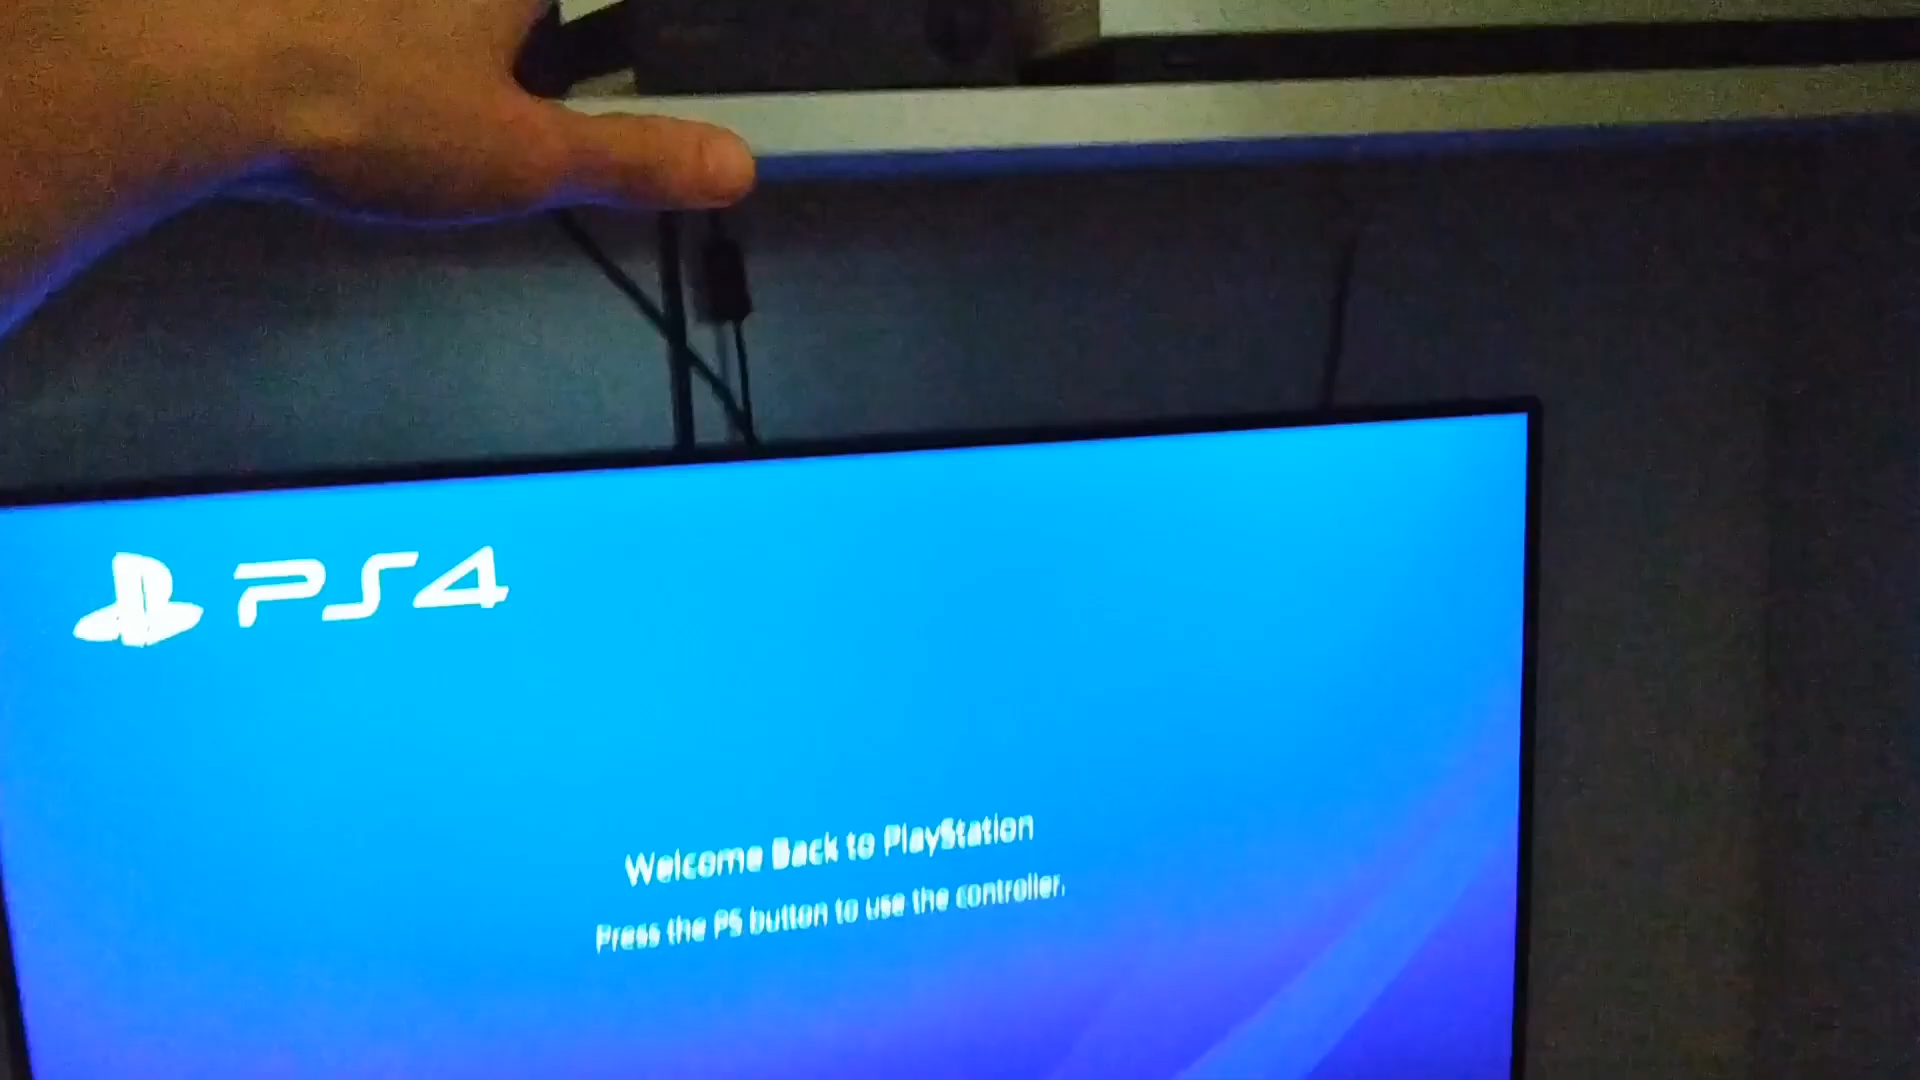 PS4
Welcome Back to PlayStation
Press the PS button to use the controller.